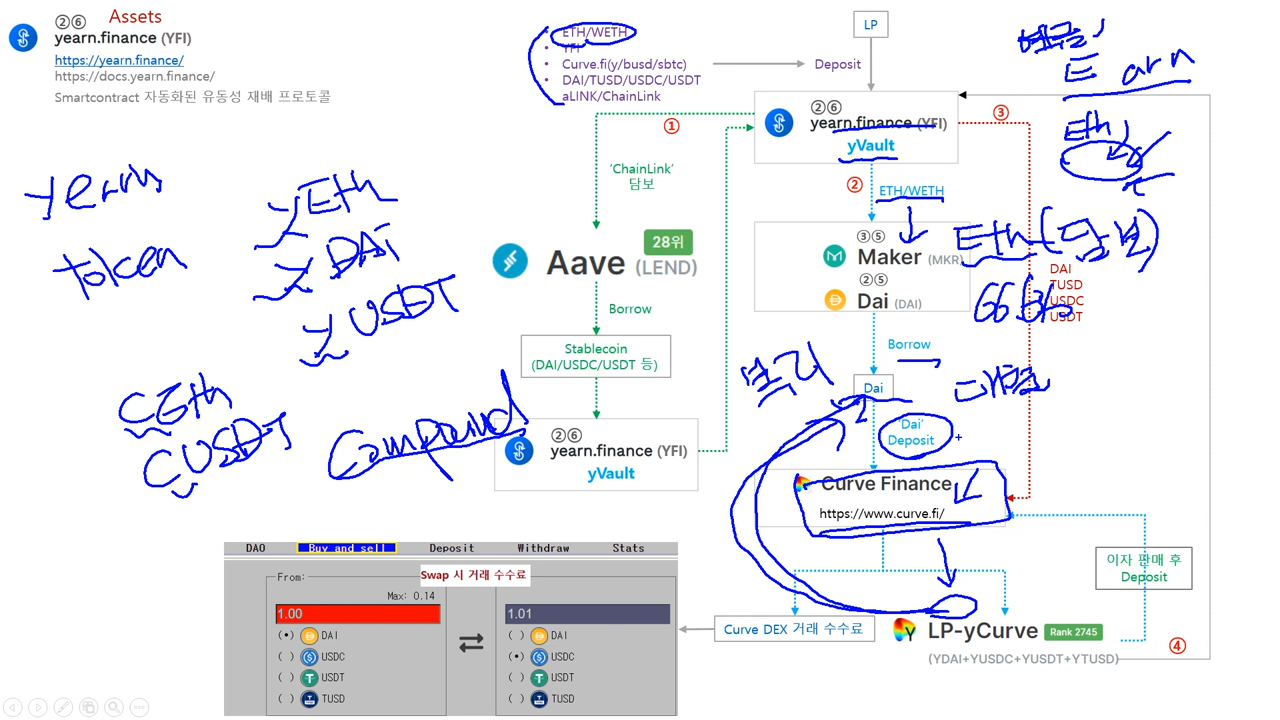 ②⑥ Assets
yearn.finance (YFI)
https://yearn.finance/
https://docs.yearn.finance/
Smartcontract 자동화된 유동성 재배 프로토콜
• ETH/WETH
• YFI
• Curve.fi(y/busd/sbtc)
• DAI/TUSD/USDC/USDT
aLINK/ChainLink
LP
Deposit
②⑥
yearn.finance (YFI)
yVault
①
②
③
'ChainLink'
담보
ETH/WETH
28위
Aave (LEND)
③⑤
Maker (MKR)
②⑤
Dai (DAI)
DAI
TUSD
USDC
USDT
Borrow
Stablecoin
(DAI/USDC/USDT 등)
②⑥
yearn.finance (YFI)
yVault
Borrow
Dai
'Dai'
Deposit
Curve Finance
https://www.curve.fi/
이자 판매 후
Deposit
Curve DEX 거래 수수료
LP-yCurve Rank 2745
(YDAI+YUSDC+YUSDT+YTUSD)
④
DAO Buy and sell Deposit Withdraw Stats
From:
Swap 시 거래 수수료
Max: 0.14
1.00 1.01
(•) DAI ( ) DAI
( ) USDC (•) USDC
( ) USDT ( ) USDT
( ) TUSD ( ) TUSD
token
yEth
y DAi
y USDT
CEth
CUSDT
Compound
E arn
Eth
Eth (담보)
66%